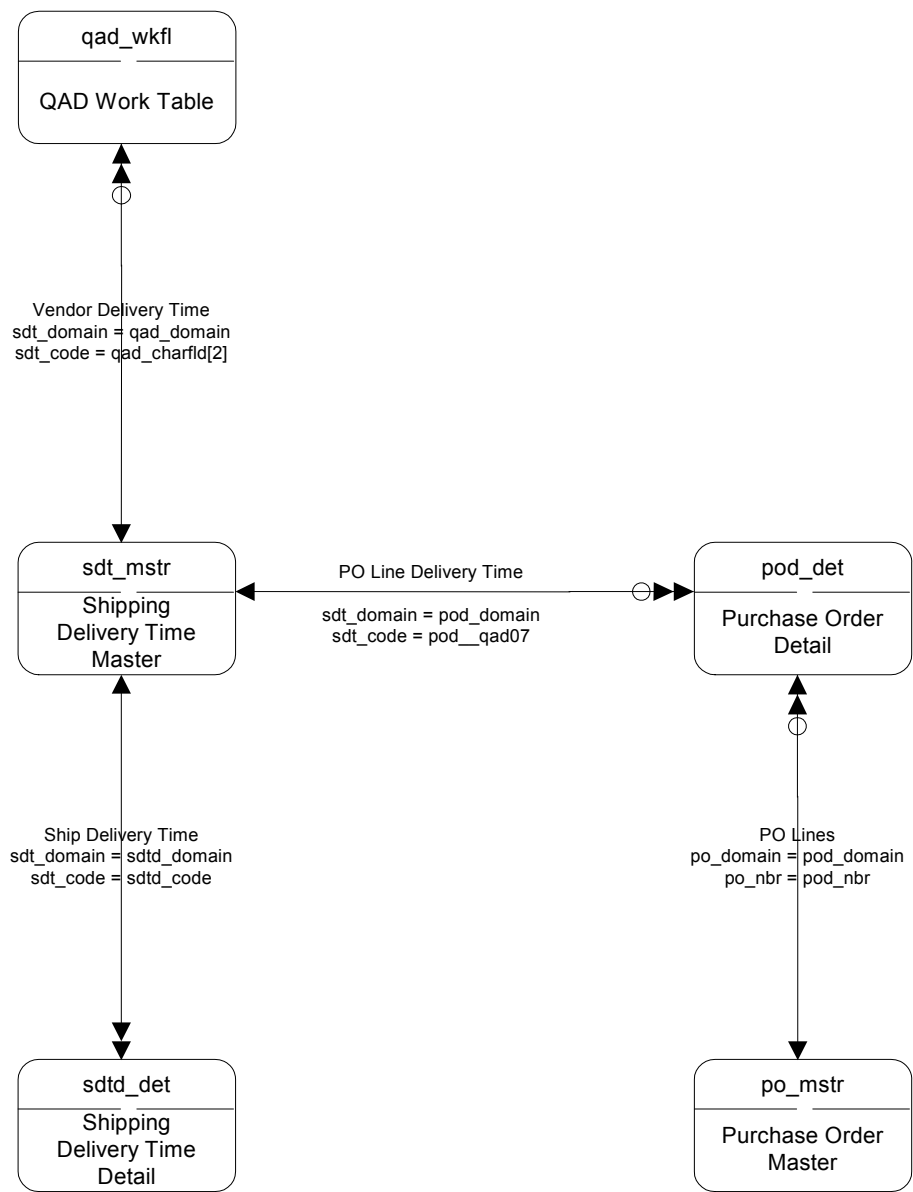 qad_wkfl
QAD Work Table
Vendor Delivery Time
sdt_domain = qad_domain
sdt_code = qad_charfld[2]
sdt_mstr
Shipping
Delivery Time
Master
PO Line Delivery Time
sdt_domain = pod_domain
sdt_code = pod__qad07
pod_det
Purchase Order
Detail
Ship Delivery Time
sdt_domain = sdtd_domain
sdt_code = sdtd_code
PO Lines
po_domain = pod_domain
po_nbr = pod_nbr
sdtd_det
Shipping
Delivery Time
Detail
po_mstr
Purchase Order
Master